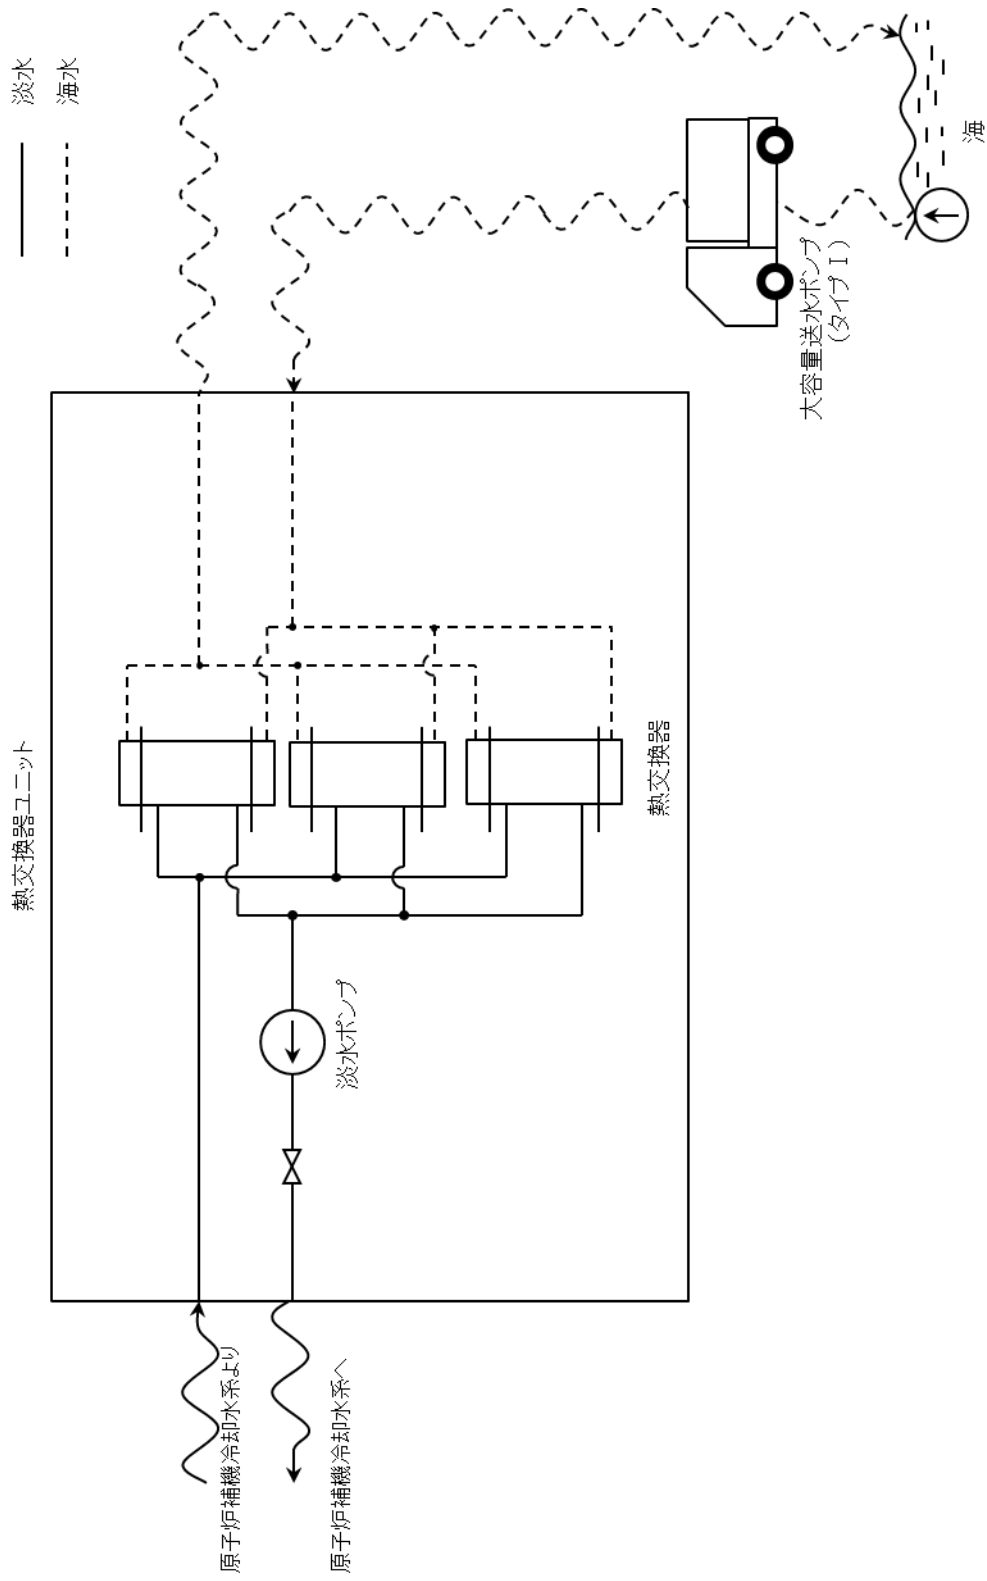 淡水
海水
熱交換器ユニット
熱交換器
淡水ポンプ
原子炉補機冷却水系より
原子炉補機冷却水系へ
大容量送水ポンプ
(タイプⅠ)
海